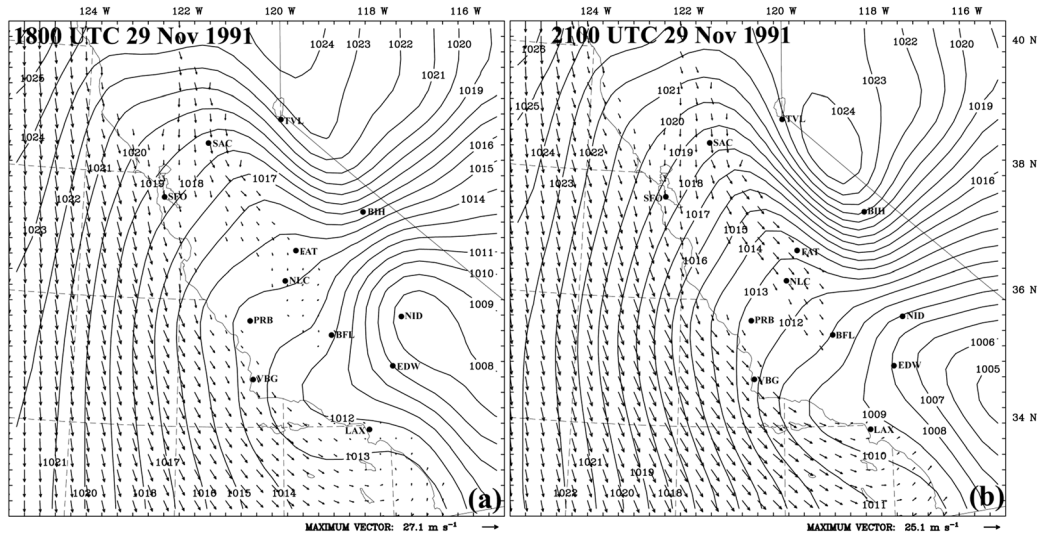 124 W 122 W 120 W 118 W 116 W
124 W 122 W 120 W 118 W 116 W
1800 UTC 29 Nov 1991
1024 1023 1022 1020
1021
1025
1019
TVL
1024
1016
SAC
1020
1015
1021
1017
1019 1018
1014
SFO
1022
BIH
1023
1011
FAT
1010
NLC
1009
NID
PRB
BFL
EDW
1008
VBG
1012
LAX
1013
1021 1017
1020 1018 1016 1015 1014
(a)
MAXIMUM VECTOR: 27.1 m s⁻¹
2100 UTC 29 Nov 1991
40 N
1022 1020
1026
1023
1021
1025
1024
1019
1020
TVL
SAC
1024 1022
1019
38 N
1018
1016
1023
SFO
1017
BIH
1015
1014
FAT
1016
NLC
1013
36 N
NID
PRB
1012
BFL
1006
EDW
1005
VBG
1007
1009
34 N
LAX
1008
1010
1021 1019
1022 1020 1018
1011
(b)
MAXIMUM VECTOR: 25.1 m s⁻¹